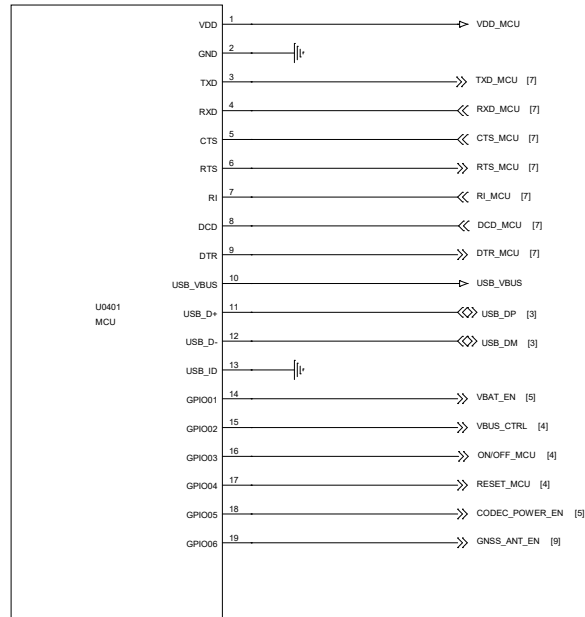 VDD 1 VDD_MCU
GND 2
TXD 3 TXD_MCU [7]
RXD 4 RXD_MCU [7]
CTS 5 CTS_MCU [7]
RTS 6 RTS_MCU [7]
RI 7 RI_MCU [7]
DCD 8 DCD_MCU [7]
DTR 9 DTR_MCU [7]
USB_VBUS 10 USB_VBUS
U0401
MCU
USB_D+ 11 USB_DP [3]
USB_D- 12 USB_DM [3]
USB_ID 13
GPIO01 14 VBAT_EN [5]
GPIO02 15 VBUS_CTRL [4]
GPIO03 16 ON/OFF_MCU [4]
GPIO04 17 RESET_MCU [4]
GPIO05 18 CODEC_POWER_EN [5]
GPIO06 19 GNSS_ANT_EN [9]